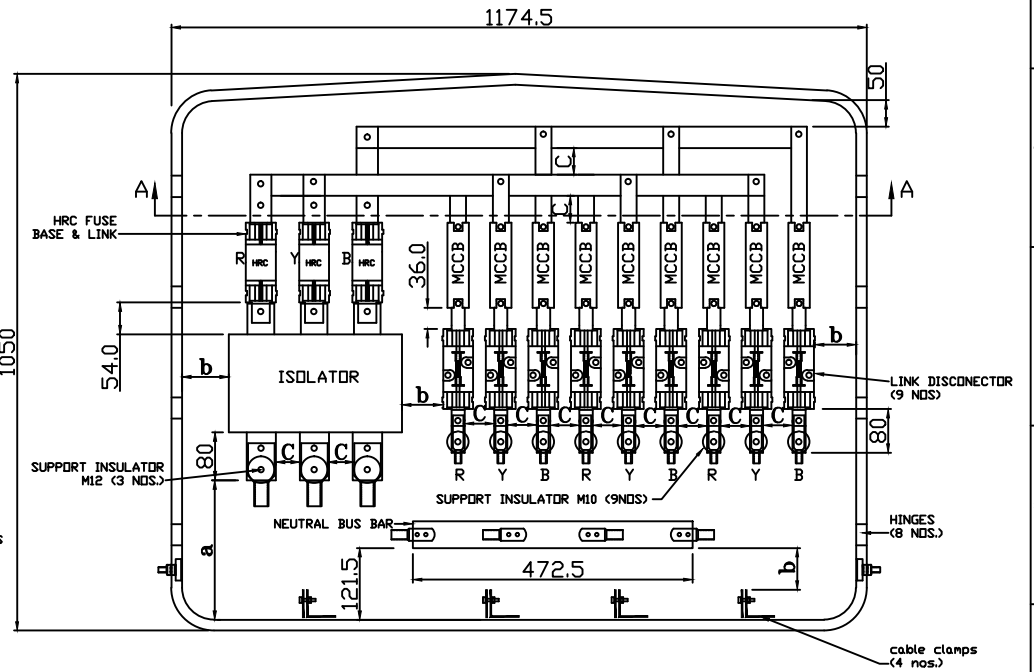 1174.5
50
C
A
A
C
HRC FUSE
BASE & LINK
R
HRC
Y
HRC
B
HRC
MCCB
MCCB
MCCB
MCCB
MCCB
MCCB
MCCB
MCCB
MCCB
36.0
1050
54.0
b
ISOLATOR
b
b
LINK DISCONECTOR
(9 NOS)
C
C
C
C
C
C
C
C
80
80
C
C
SUPPORT INSULATOR
M12 (3 NOS.)
R
Y
B
R
Y
B
R
Y
B
SUPPORT INSULATOR M10 (9NOS)
NEUTRAL BUS BAR
HINGES
(8 NOS.)
a
121.5
472.5
b
cable clamps
(4 nos.)